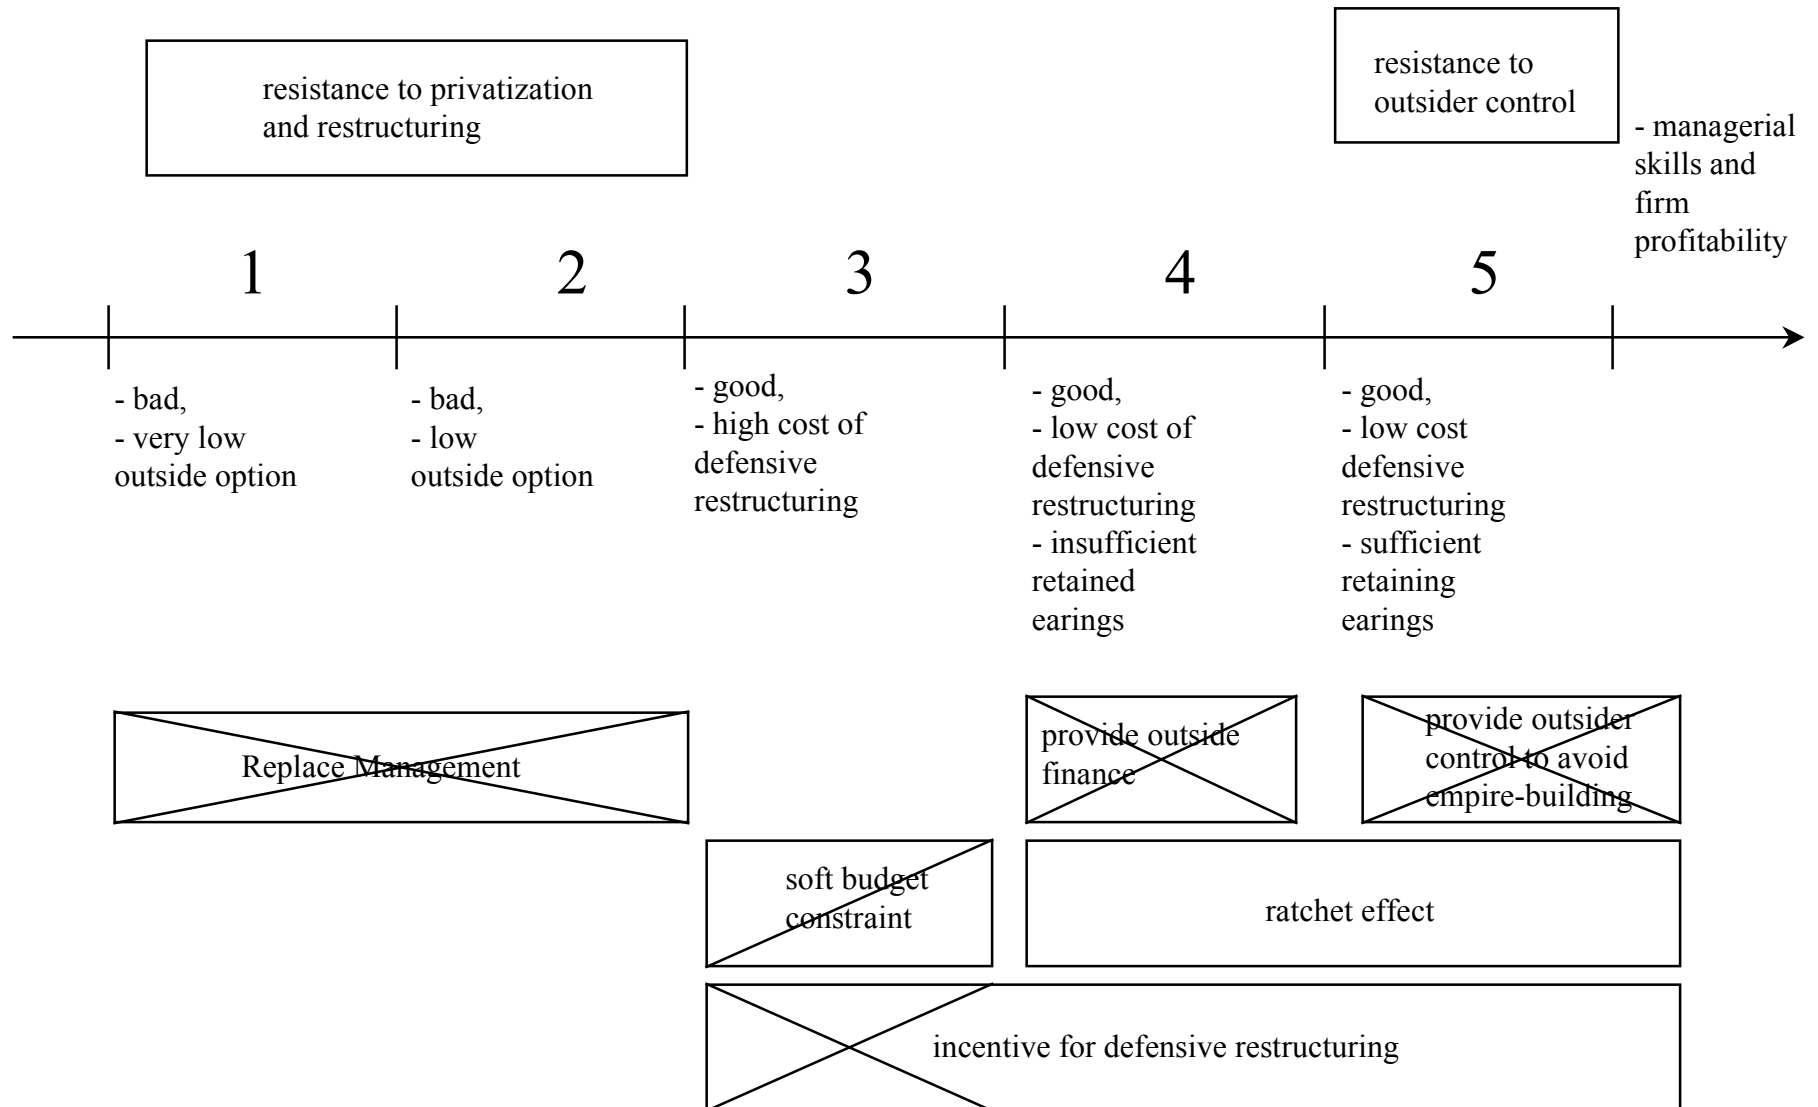 resistance to privatization
and restructuring
resistance to
outsider control
- managerial
skills and
firm
profitability
1
2
3
4
5
- bad,
- very low
outside option
- bad,
- low
outside option
- good,
- high cost of
defensive
restructuring
- good,
- low cost of
defensive
restructuring
- insufficient
retained
earings
- good,
- low cost
defensive
restructuring
- sufficient
retaining
earings
Replace Management
provide outside
finance
provide outsider
control to avoid
empire-building
soft budget
constraint
ratchet effect
incentive for defensive restructuring